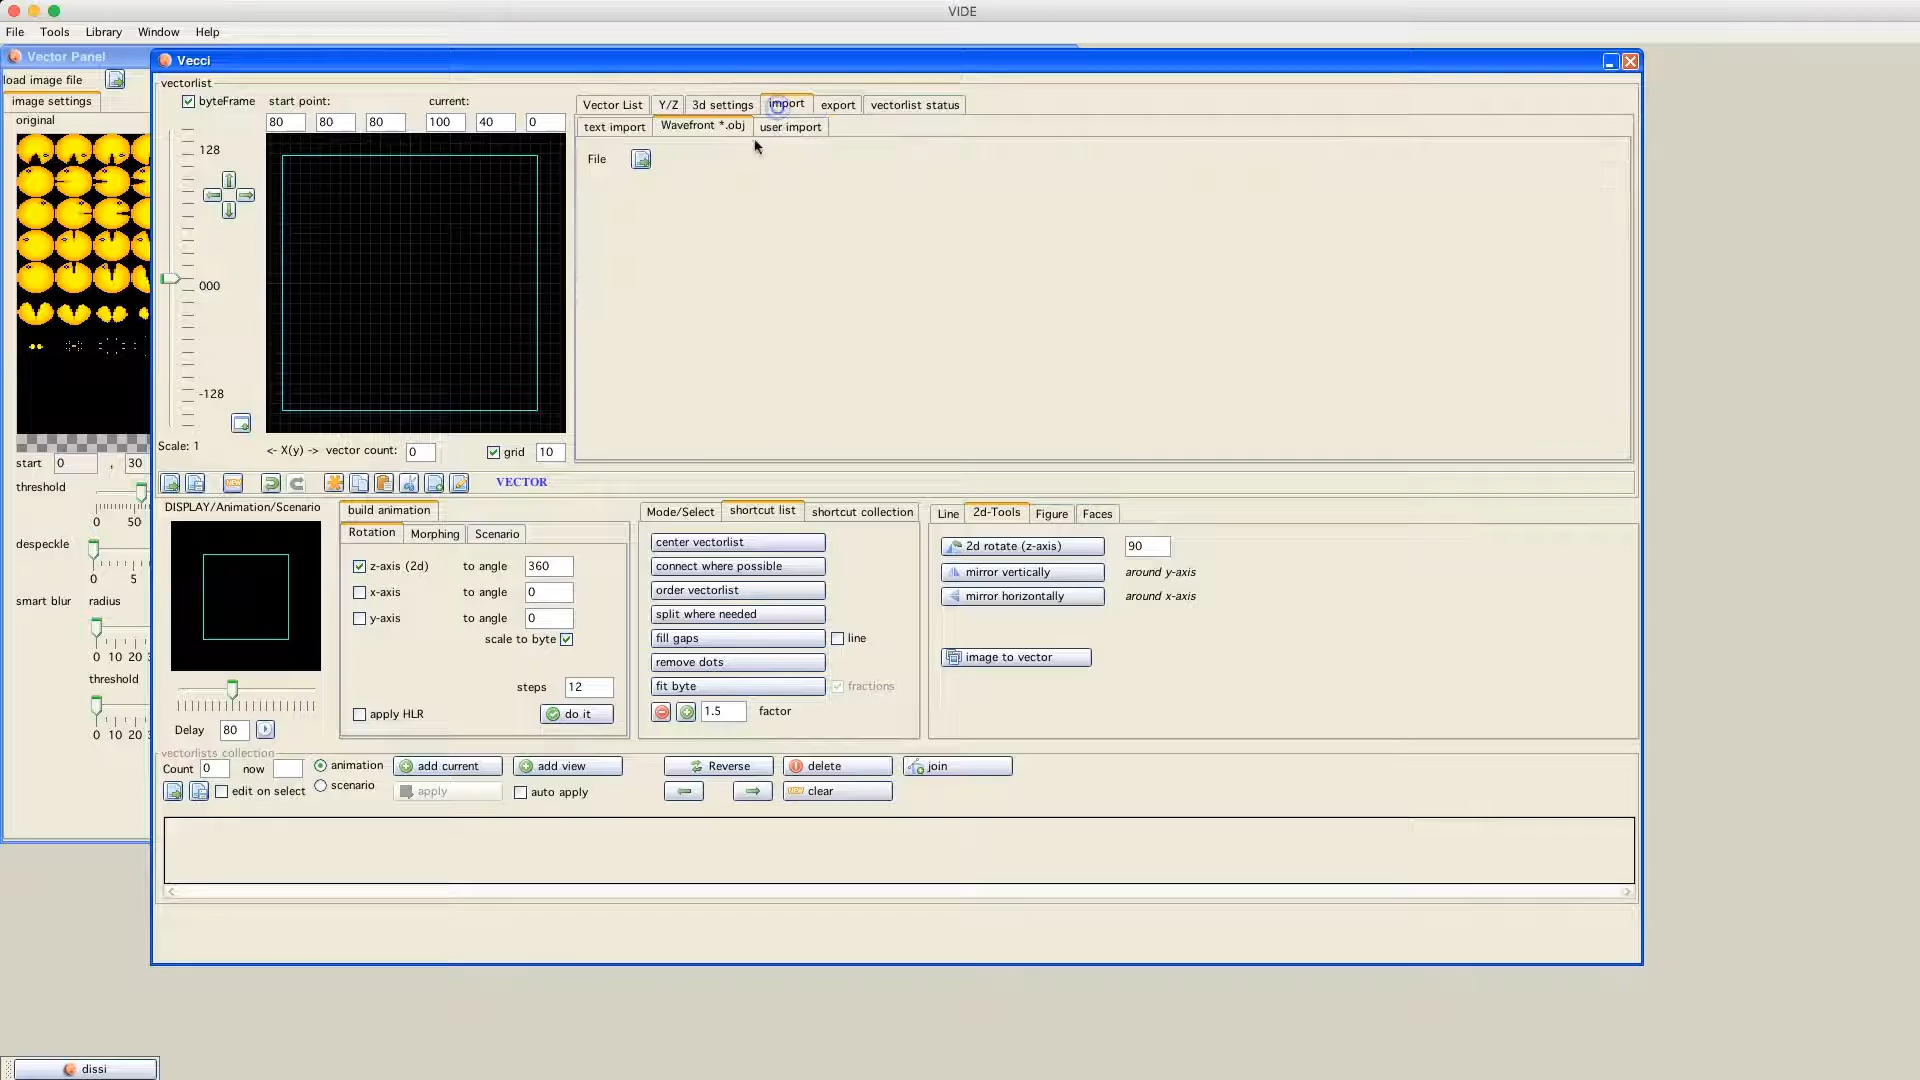 VIDE
File Tools Library Window Help
Vector Panel
load image file
image settings
original
start 0 , 30
threshold
0 50
despeckle
0 5
smart blur radius
0 10 20
threshold
0 10 20
Vecci
vectorlist
byteFrame start point: current:
80 80 80 100 40 0
128
000
-128
Scale: 1
<- X(y) -> vector count: 0 grid 10
Vector List Y/Z 3d settings import export vectorlist status
text import Wavefront *.obj user import
File
NEW
VECTOR
DISPLAY/Animation/Scenario
Delay 80
build animation
Rotation Morphing Scenario
z-axis (2d) to angle 360
x-axis to angle 0
y-axis to angle 0
scale to byte
steps 12
apply HLR do it
Mode/Select shortcut list shortcut collection
center vectorlist
connect where possible
order vectorlist
split where needed
fill gaps line
remove dots
fit byte fractions
1.5 factor
Line 2d-Tools Figure Faces
2d rotate (z-axis) 90
mirror vertically around y-axis
mirror horizontally around x-axis
image to vector
vectorlists collection
Count 0 now animation add current add view Reverse delete join
edit on select scenario apply auto apply NEW clear
dissi